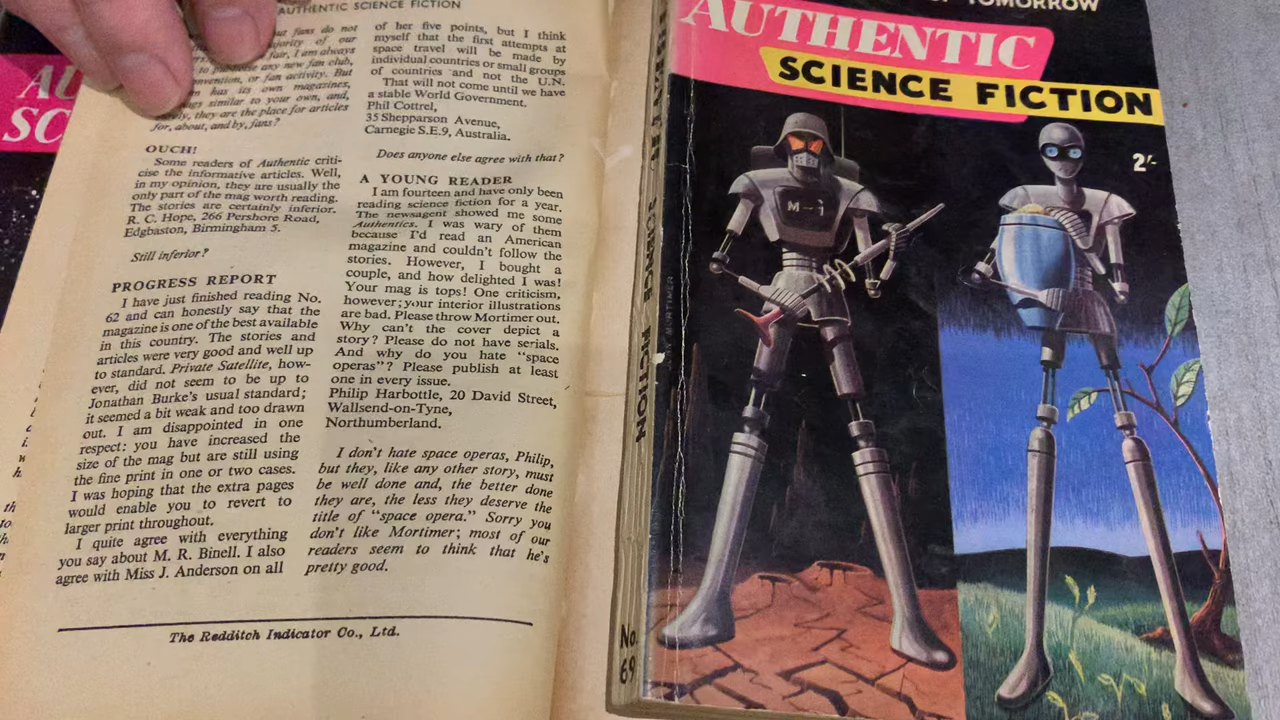 AUTHENTIC SCIENCE FICTION
fans do not
majority of our
fair, I am always
any new fan club,
convention, or fan activity. But
has its own magazines,
similar to your own, and,
they are the place for articles
for, about, and by, fans?
OUCH!
Some readers of Authentic criti-
cise the informative articles. Well,
in my opinion, they are usually the
only part of the mag worth reading.
The stories are certainly inferior.
R. C. Hope, 266 Pershore Road,
Edgbaston, Birmingham 5.
Still inferior?
PROGRESS REPORT
I have just finished reading No.
62 and can honestly say that the
magazine is one of the best available
in this country. The stories and
articles were very good and well up
to standard. Private Satellite, how-
ever, did not seem to be up to
Jonathan Burke's usual standard;
it seemed a bit weak and too drawn
out. I am disappointed in one
respect: you have increased the
size of the mag but are still using
the fine print in one or two cases.
I was hoping that the extra pages
would enable you to revert to
larger print throughout.
I quite agree with everything
you say about M. R. Binell. I also
agree with Miss J. Anderson on all
of her five points, but I think
myself that the first attempts at
space travel will be made by
individual countries or small groups
of countries and not the U.N.
That will not come until we have
a stable World Government.
Phil Cottrel,
35 Shepparson Avenue,
Carnegie S.E.9, Australia.
Does anyone else agree with that?
A YOUNG READER
I am fourteen and have only been
reading science fiction for a year.
The newsagent showed me some
Authentics. I was wary of them
because I'd read an American
magazine and couldn't follow the
stories. However, I bought a
couple, and how delighted I was!
Your mag is tops! One criticism,
however; your interior illustrations
are bad. Please throw Mortimer out.
Why can't the cover depict a
story? Please do not have serials.
And why do you hate "space
operas"? Please publish at least
one in every issue.
Philip Harbottle, 20 David Street,
Wallsend-on-Tyne,
Northumberland.
I don't hate space operas, Philip,
but they, like any other story, must
be well done and, the better done
they are, the less they deserve the
title of "space opera." Sorry you
don't like Mortimer; most of our
readers seem to think that he's
pretty good.
The Redditch Indicator Co., Ltd.
AU
SC
SCIENCE FICTION
No.
69
OF TOMORROW
AUTHENTIC
SCIENCE FICTION
2/-
M-1
MORTIMER